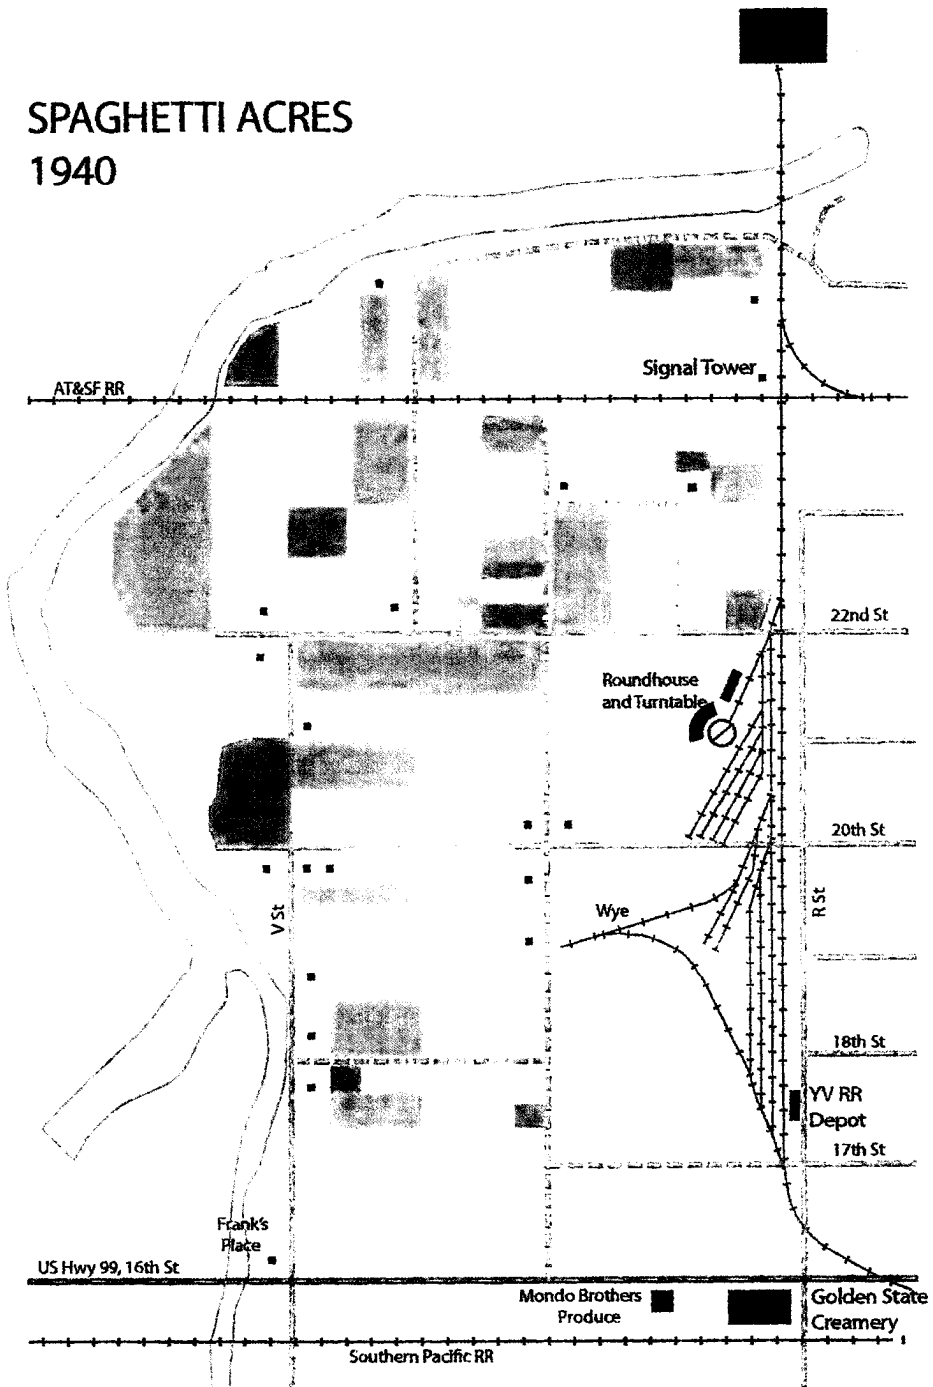 SPAGHETTI ACRES
1940
Signal Tower
AT&SF RR
22nd St
Roundhouse
and Turntable
20th St
R St
V St
Wye
18th St
YV RR
Depot
17th St
Frank's
Place
US Hwy 99, 16th St
Mondo Brothers
Produce
Golden State
Creamery
Southern Pacific RR